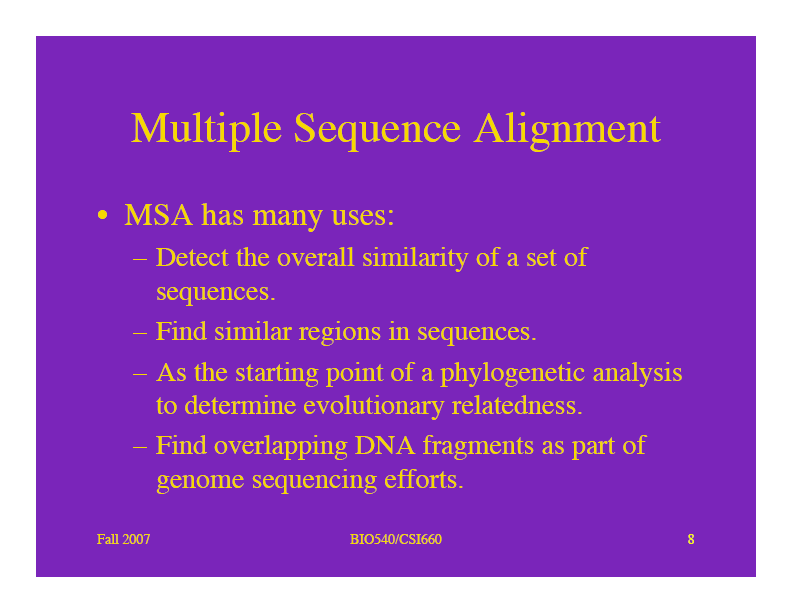 Multiple Sequence Alignment
• MSA has many uses:
– Detect the overall similarity of a set of
sequences.
– Find similar regions in sequences.
– As the starting point of a phylogenetic analysis
to determine evolutionary relatedness.
– Find overlapping DNA fragments as part of
genome sequencing efforts.
Fall 2007
BIO540/CSI660
8